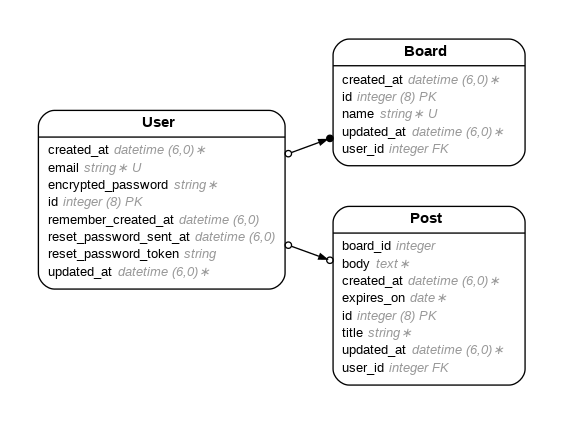 User
created_at datetime (6,0)∗
email string∗ U
encrypted_password string∗
id integer (8) PK
remember_created_at datetime (6,0)
reset_password_sent_at datetime (6,0)
reset_password_token string
updated_at datetime (6,0)∗
Board
created_at datetime (6,0)∗
id integer (8) PK
name string∗ U
updated_at datetime (6,0)∗
user_id integer FK
Post
board_id integer
body text∗
created_at datetime (6,0)∗
expires_on date∗
id integer (8) PK
title string∗
updated_at datetime (6,0)∗
user_id integer FK